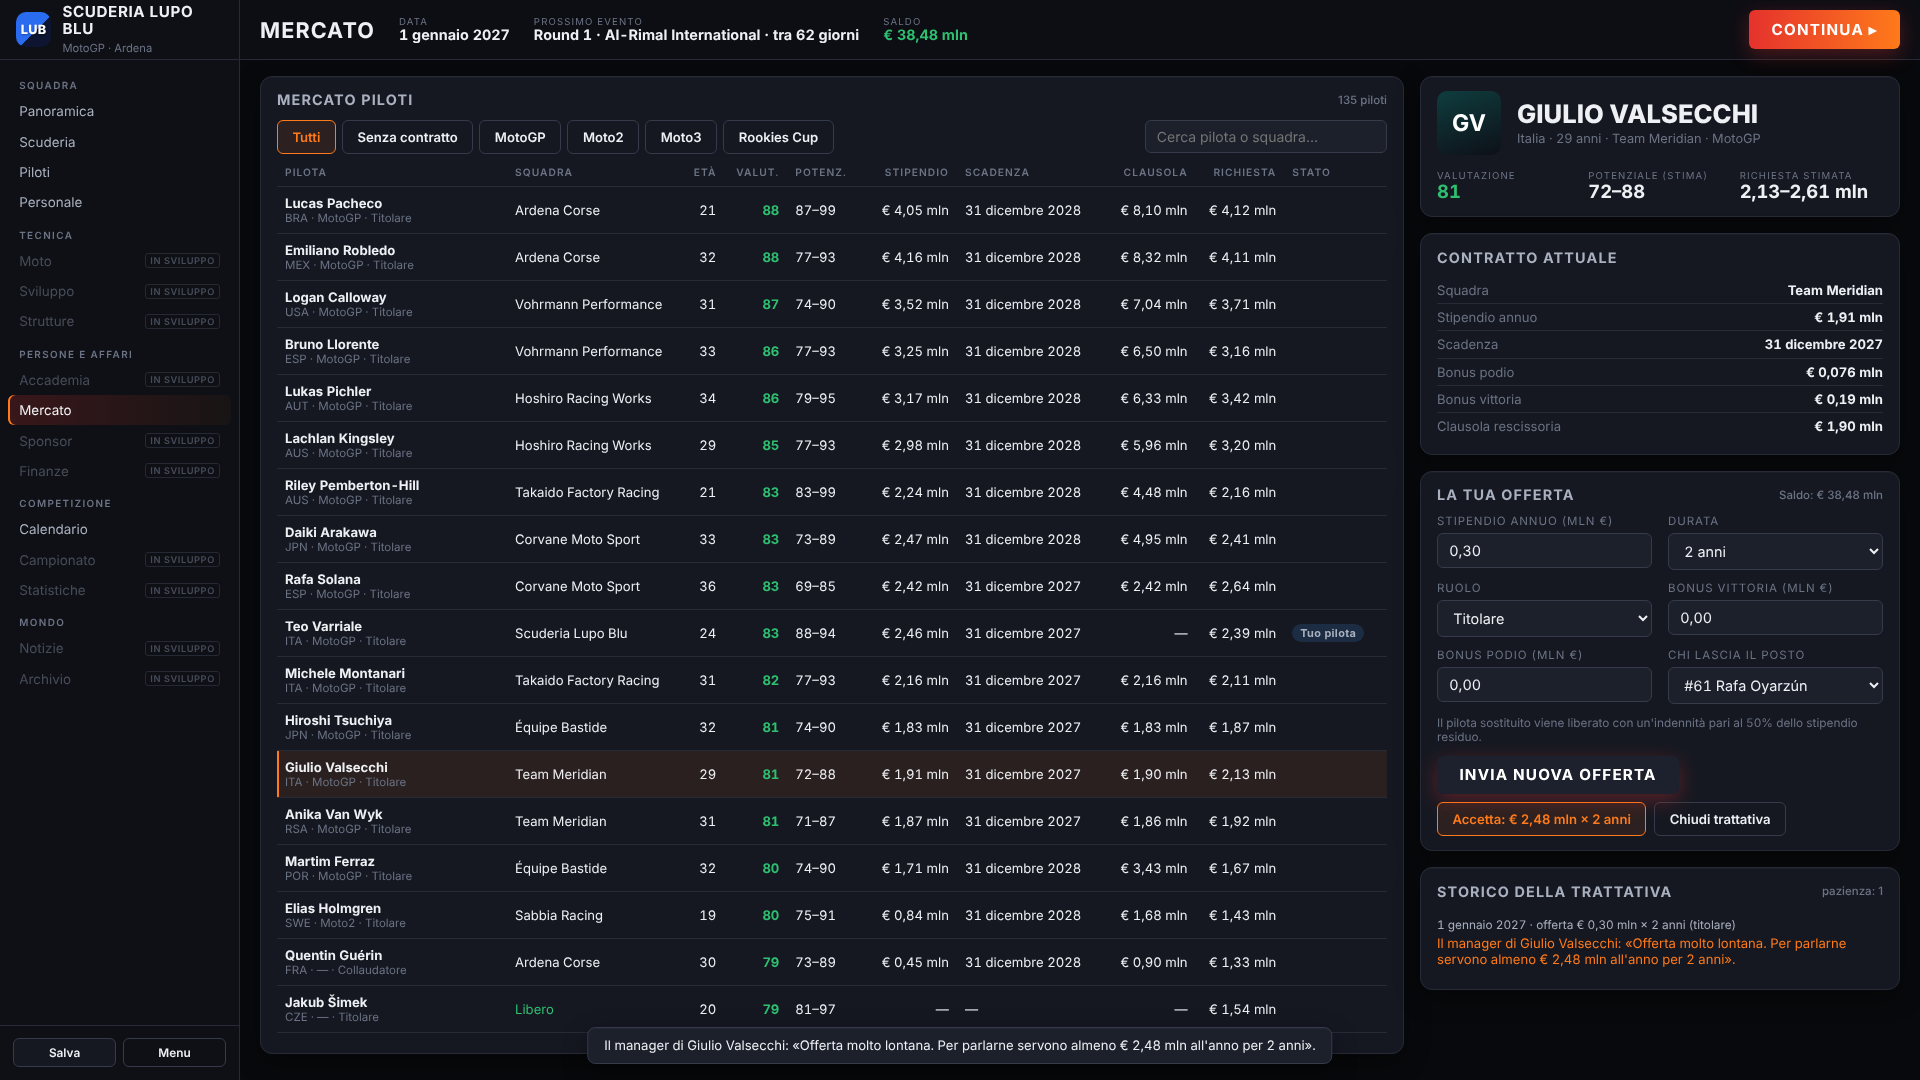 LUB
SCUDERIA LUPO BLU
MotoGP · Ardena
MERCATO
DATA
1 gennaio 2027
PROSSIMO EVENTO
Round 1 · Al-Rimal International · tra 62 giorni
SALDO
€ 38,48 mln
CONTINUA ▸
SQUADRA
Panoramica
Scuderia
Piloti
Personale
TECNICA
Moto IN SVILUPPO
Sviluppo IN SVILUPPO
Strutture IN SVILUPPO
PERSONE E AFFARI
Accademia IN SVILUPPO
Mercato
Sponsor IN SVILUPPO
Finanze IN SVILUPPO
COMPETIZIONE
Calendario
Campionato IN SVILUPPO
Statistiche IN SVILUPPO
MONDO
Notizie IN SVILUPPO
Archivio IN SVILUPPO
Salva
Menu
MERCATO PILOTI
135 piloti
Tutti
Senza contratto
MotoGP
Moto2
Moto3
Rookies Cup
Cerca pilota o squadra...
PILOTA SQUADRA ETÀ VALUT. POTENZ. STIPENDIO SCADENZA CLAUSOLA RICHIESTA STATO
Lucas Pacheco
BRA · MotoGP · Titolare
Ardena Corse 21 88 87–99 € 4,05 mln 31 dicembre 2028 € 8,10 mln € 4,12 mln
Emiliano Robledo
MEX · MotoGP · Titolare
Ardena Corse 32 88 77–93 € 4,16 mln 31 dicembre 2028 € 8,32 mln € 4,11 mln
Logan Calloway
USA · MotoGP · Titolare
Vohrmann Performance 31 87 74–90 € 3,52 mln 31 dicembre 2028 € 7,04 mln € 3,71 mln
Bruno Llorente
ESP · MotoGP · Titolare
Vohrmann Performance 33 86 77–93 € 3,25 mln 31 dicembre 2028 € 6,50 mln € 3,16 mln
Lukas Pichler
AUT · MotoGP · Titolare
Hoshiro Racing Works 34 86 79–95 € 3,17 mln 31 dicembre 2028 € 6,33 mln € 3,42 mln
Lachlan Kingsley
AUS · MotoGP · Titolare
Hoshiro Racing Works 29 85 77–93 € 2,98 mln 31 dicembre 2028 € 5,96 mln € 3,20 mln
Riley Pemberton-Hill
AUS · MotoGP · Titolare
Takaido Factory Racing 21 83 83–99 € 2,24 mln 31 dicembre 2028 € 4,48 mln € 2,16 mln
Daiki Arakawa
JPN · MotoGP · Titolare
Corvane Moto Sport 33 83 73–89 € 2,47 mln 31 dicembre 2028 € 4,95 mln € 2,41 mln
Rafa Solana
ESP · MotoGP · Titolare
Corvane Moto Sport 36 83 69–85 € 2,42 mln 31 dicembre 2027 € 2,42 mln € 2,64 mln
Teo Varriale
ITA · MotoGP · Titolare
Scuderia Lupo Blu 24 83 88–94 € 2,46 mln 31 dicembre 2027 — € 2,39 mln Tuo pilota
Michele Montanari
ITA · MotoGP · Titolare
Takaido Factory Racing 31 82 77–93 € 2,16 mln 31 dicembre 2027 € 2,16 mln € 2,11 mln
Hiroshi Tsuchiya
JPN · MotoGP · Titolare
Équipe Bastide 32 81 74–90 € 1,83 mln 31 dicembre 2027 € 1,83 mln € 1,87 mln
Giulio Valsecchi
ITA · MotoGP · Titolare
Team Meridian 29 81 72–88 € 1,91 mln 31 dicembre 2027 € 1,90 mln € 2,13 mln
Anika Van Wyk
RSA · MotoGP · Titolare
Team Meridian 31 81 71–87 € 1,87 mln 31 dicembre 2027 € 1,86 mln € 1,92 mln
Martim Ferraz
POR · MotoGP · Titolare
Équipe Bastide 32 80 74–90 € 1,71 mln 31 dicembre 2028 € 3,43 mln € 1,67 mln
Elias Holmgren
SWE · Moto2 · Titolare
Sabbia Racing 19 80 75–91 € 0,84 mln 31 dicembre 2028 € 1,68 mln € 1,43 mln
Quentin Guérin
FRA · — · Collaudatore
Ardena Corse 30 79 73–89 € 0,45 mln 31 dicembre 2028 € 0,90 mln € 1,33 mln
Jakub Šimek
CZE · — · Titolare
Libero 20 79 81–97 — — — € 1,54 mln
GV
GIULIO VALSECCHI
Italia · 29 anni · Team Meridian · MotoGP
VALUTAZIONE
81
POTENZIALE (STIMA)
72–88
RICHIESTA STIMATA
2,13–2,61 mln
CONTRATTO ATTUALE
Squadra Team Meridian
Stipendio annuo € 1,91 mln
Scadenza 31 dicembre 2027
Bonus podio € 0,076 mln
Bonus vittoria € 0,19 mln
Clausola rescissoria € 1,90 mln
LA TUA OFFERTA
Saldo: € 38,48 mln
STIPENDIO ANNUO (MLN €)
0,30
DURATA
2 anni
RUOLO
Titolare
BONUS VITTORIA (MLN €)
0,00
BONUS PODIO (MLN €)
0,00
CHI LASCIA IL POSTO
#61 Rafa Oyarzún
Il pilota sostituito viene liberato con un'indennità pari al 50% dello stipendio
residuo.
INVIA NUOVA OFFERTA
Accetta: € 2,48 mln × 2 anni
Chiudi trattativa
STORICO DELLA TRATTATIVA
pazienza: 1
1 gennaio 2027 · offerta € 0,30 mln × 2 anni (titolare)
Il manager di Giulio Valsecchi: «Offerta molto lontana. Per parlarne
servono almeno € 2,48 mln all'anno per 2 anni».
Il manager di Giulio Valsecchi: «Offerta molto lontana. Per parlarne servono almeno € 2,48 mln all'anno per 2 anni».